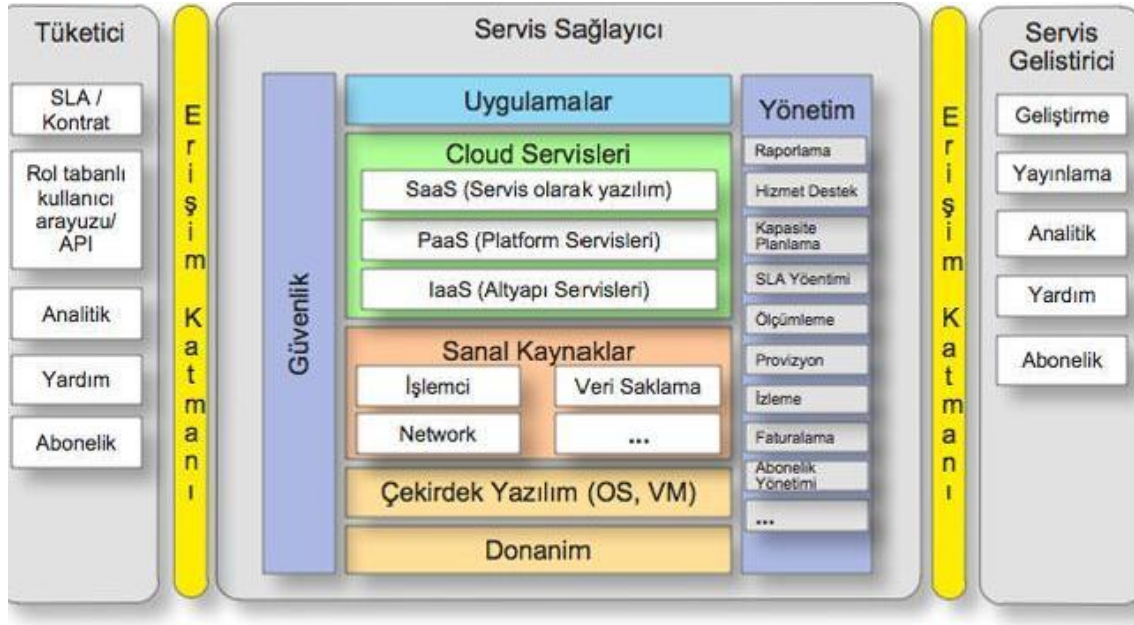 Tüketici
SLA /
Kontrat
Rol tabanlı
kullanıcı
arayuzu/
API
Analitik
Yardım
Abonelik
Erişim Katmanı
Servis Sağlayıcı
Güvenlik
Uygulamalar
Cloud Servisleri
SaaS (Servis olarak yazılım)
PaaS (Platform Servisleri)
IaaS (Altyapı Servisleri)
Sanal Kaynaklar
İşlemci
Veri Saklama
Network
...
Çekirdek Yazılım (OS, VM)
Donanim
Yönetim
Raporlama
Hizmet Destek
Kapasite
Planlama
SLA Yöentimi
Ölçümleme
Provizyon
İzleme
Faturalama
Abonelik
Yönetimi
...
Erişim Katmanı
Servis
Gelistirici
Geliştirme
Yayınlama
Analitik
Yardım
Abonelik